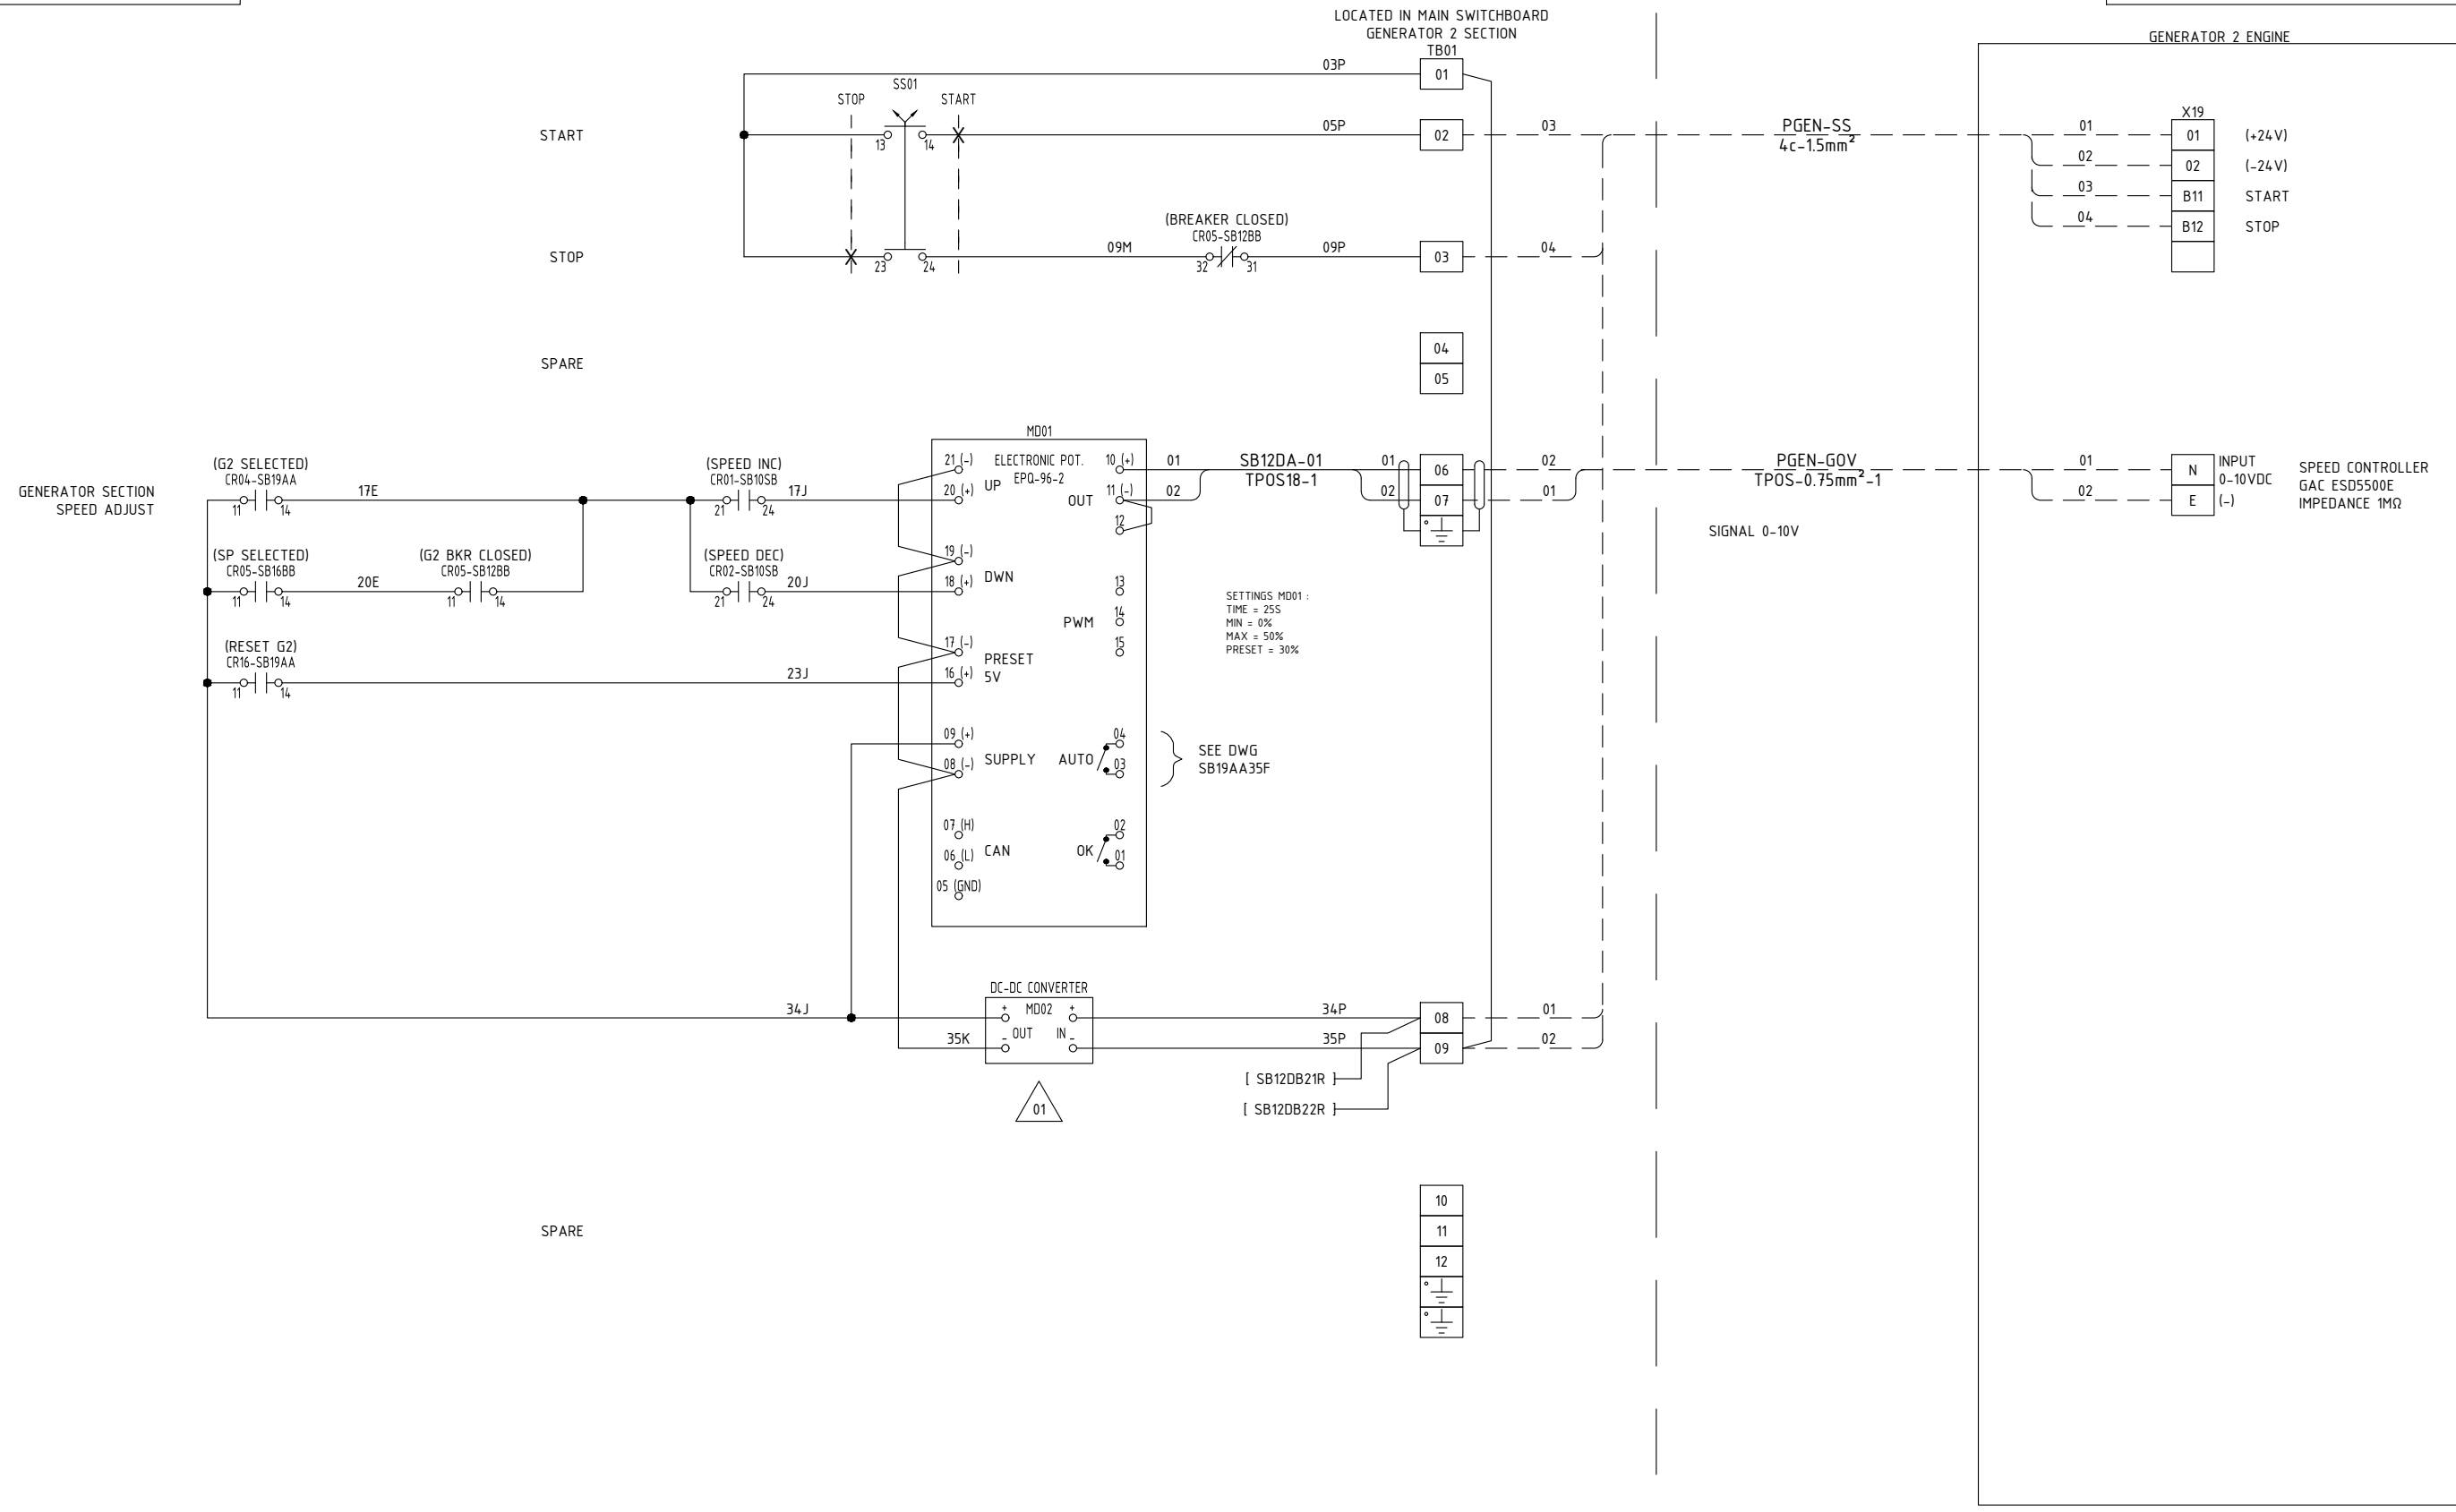 LOCATED IN MAIN SWITCHBOARD
GENERATOR 2 SECTION
TB01
GENERATOR 2 ENGINE
03P
01
SS01
STOP
START
X19
START
13
14
05P
02
03
PGEN-SS
4c-1.5mm²
01
01
(+24V)
02
02
(-24V)
03
B11
START
04
B12
STOP
(BREAKER CLOSED)
CR05-SB12BB
STOP
23
24
09M
32
31
09P
03
04
SPARE
04
05
MD01
(G2 SELECTED)
CR04-SB19AA
(SPEED INC)
CR01-SB10SB
21 (-)
ELECTRONIC POT.
EPQ-96-2
10 (+)
01
SB12DA-01
TPOS18-1
01
06
02
PGEN-GOV
TPOS-0.75mm²-1
01
N
INPUT
0-10VDC
SPEED CONTROLLER
GAC ESD5500E
IMPEDANCE 1MΩ
GENERATOR SECTION
SPEED ADJUST
11
14
17E
21
24
17J
20 (+)
UP
OUT
11 (-)
02
02
07
01
02
E
(-)
12
SIGNAL 0-10V
(SP SELECTED)
CR05-SB16BB
(G2 BKR CLOSED)
CR05-SB12BB
(SPEED DEC)
CR02-SB10SB
19 (-)
DWN
11
14
20E
11
14
21
24
20J
18 (+)
13
SETTINGS MD01 :
TIME = 25S
MIN = 0%
MAX = 50%
PRESET = 30%
PWM
14
15
(RESET G2)
CR16-SB19AA
17 (-)
PRESET
5V
11
14
23J
16 (+)
09 (+)
SUPPLY
08 (-)
AUTO
04
03
SEE DWG
SB19AA35F
07 (H)
CAN
06 (L)
05 (GND)
OK
02
01
DC-DC CONVERTER
MD02
34J
+
+
34P
08
01
OUT
IN
35K
-
-
35P
09
02
[ SB12DB21R ]
[ SB12DB22R ]
01
SPARE
10
11
12